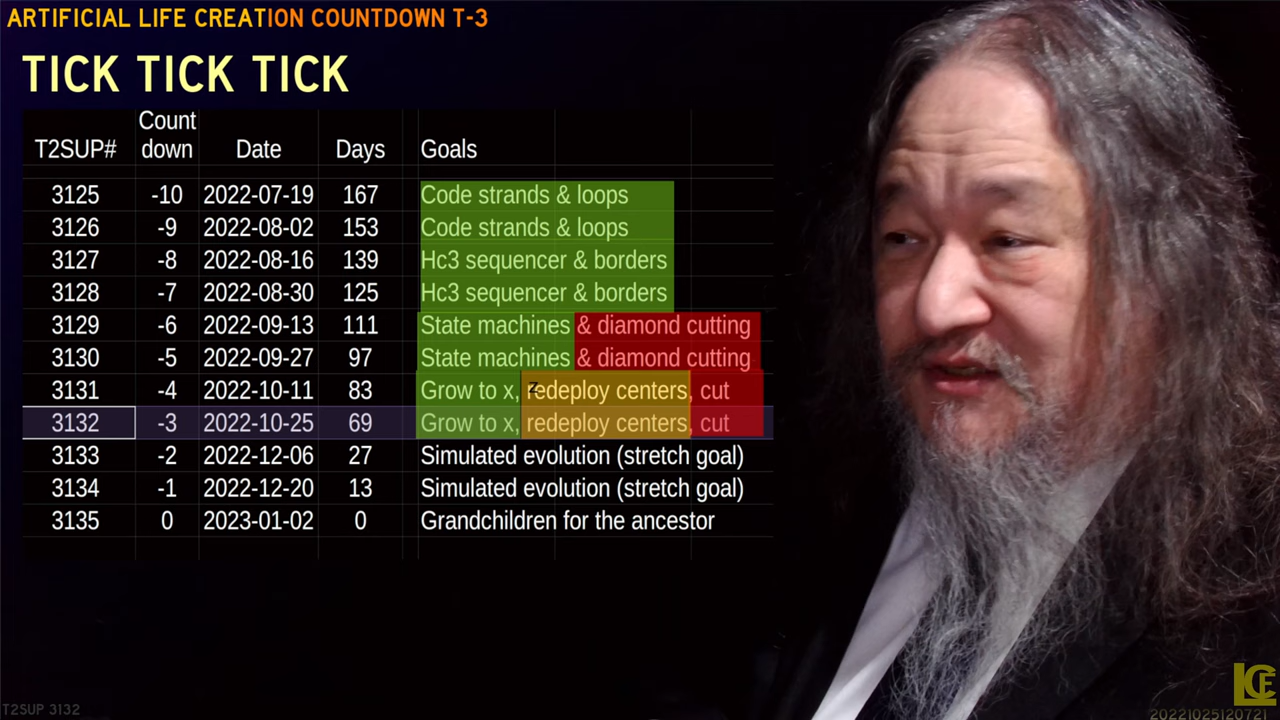 ARTIFICIAL LIFE CREATION COUNTDOWN T-3
TICK TICK TICK
T2SUP# Count down Date Days Goals
3125 -10 2022-07-19 167 Code strands & loops
3126 -9 2022-08-02 153 Code strands & loops
3127 -8 2022-08-16 139 Hc3 sequencer & borders
3128 -7 2022-08-30 125 Hc3 sequencer & borders
3129 -6 2022-09-13 111 State machines & diamond cutting
3130 -5 2022-09-27 97 State machines & diamond cutting
3131 -4 2022-10-11 83 Grow to x, redeploy centers, cut
3132 -3 2022-10-25 69 Grow to x, redeploy centers, cut
3133 -2 2022-12-06 27 Simulated evolution (stretch goal)
3134 -1 2022-12-20 13 Simulated evolution (stretch goal)
3135 0 2023-01-02 0 Grandchildren for the ancestor
T2SUP 3132
20221025120721